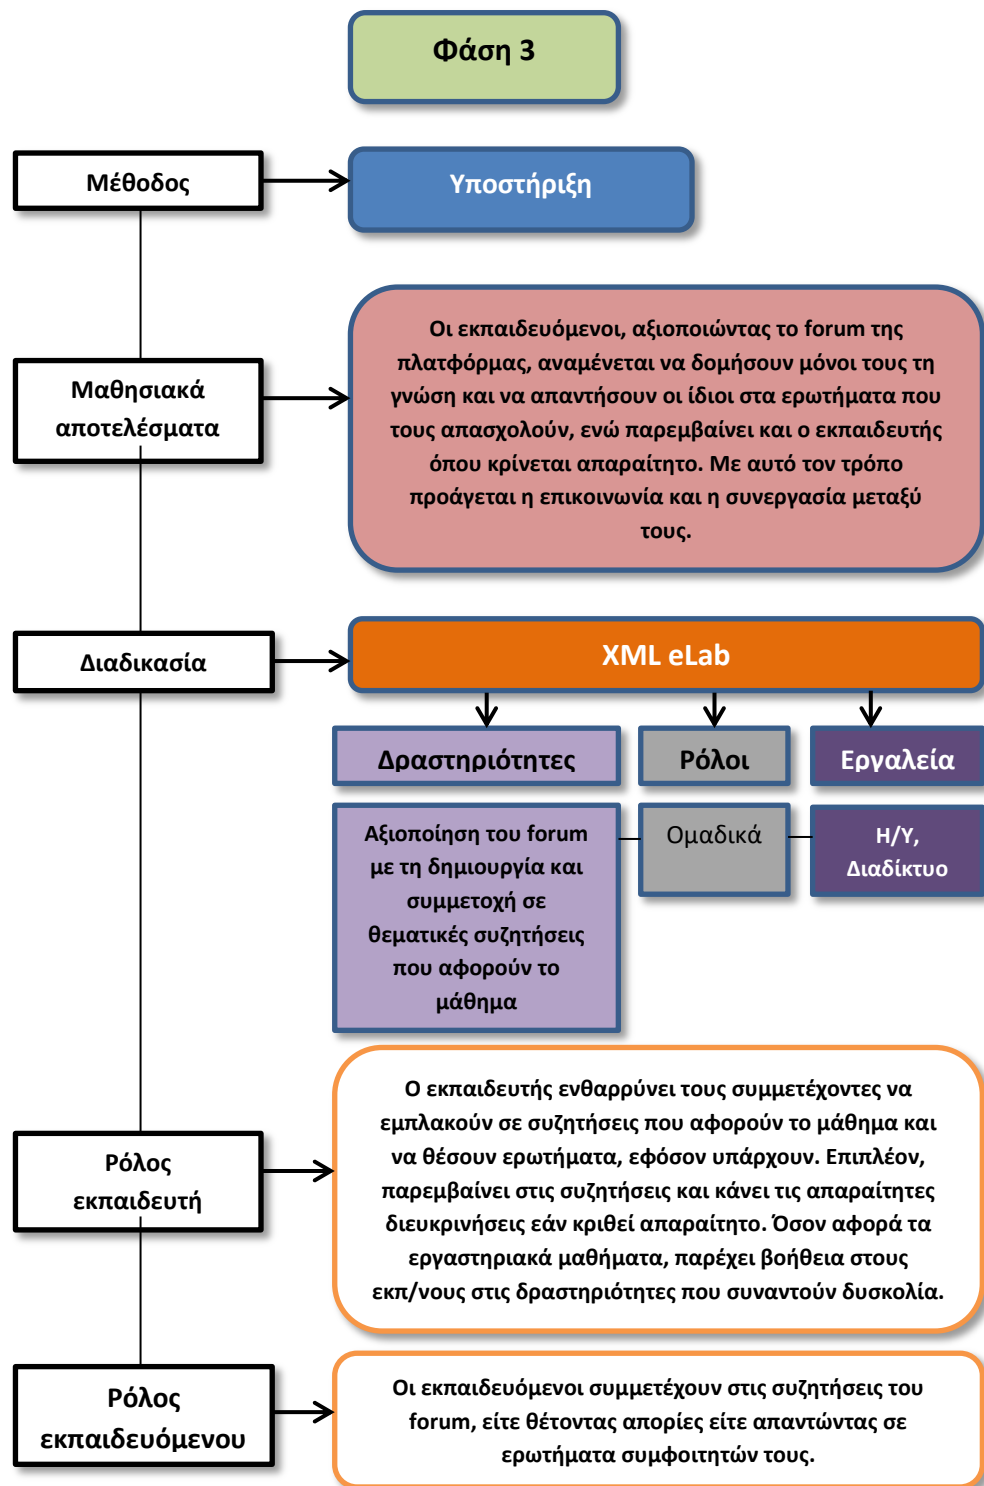 Φάση 3
Μέθοδος
Υποστήριξη
Μαθησιακά
αποτελέσματα
Οι εκπαιδευόμενοι, αξιοποιώντας το forum της
πλατφόρμας, αναμένεται να δομήσουν μόνοι τους τη
γνώση και να απαντήσουν οι ίδιοι στα ερωτήματα που
τους απασχολούν, ενώ παρεμβαίνει και ο εκπαιδευτής
όπου κρίνεται απαραίτητο. Με αυτό τον τρόπο
προάγεται η επικοινωνία και η συνεργασία μεταξύ
τους.
Διαδικασία
XML eLab
Δραστηριότητες
Ρόλοι
Εργαλεία
Αξιοποίηση του forum
με τη δημιουργία και
συμμετοχή σε
θεματικές συζητήσεις
που αφορούν το
μάθημα
Ομαδικά
Η/Υ,
Διαδίκτυο
Ρόλος
εκπαιδευτή
Ο εκπαιδευτής ενθαρρύνει τους συμμετέχοντες να
εμπλακούν σε συζητήσεις που αφορούν το μάθημα και
να θέσουν ερωτήματα, εφόσον υπάρχουν. Επιπλέον,
παρεμβαίνει στις συζητήσεις και κάνει τις απαραίτητες
διευκρινήσεις εάν κριθεί απαραίτητο. Όσον αφορά τα
εργαστηριακά μαθήματα, παρέχει βοήθεια στους
εκπ/νους στις δραστηριότητες που συναντούν δυσκολία.
Ρόλος
εκπαιδευόμενου
Οι εκπαιδευόμενοι συμμετέχουν στις συζητήσεις του
forum, είτε θέτοντας απορίες είτε απαντώντας σε
ερωτήματα συμφοιτητών τους.